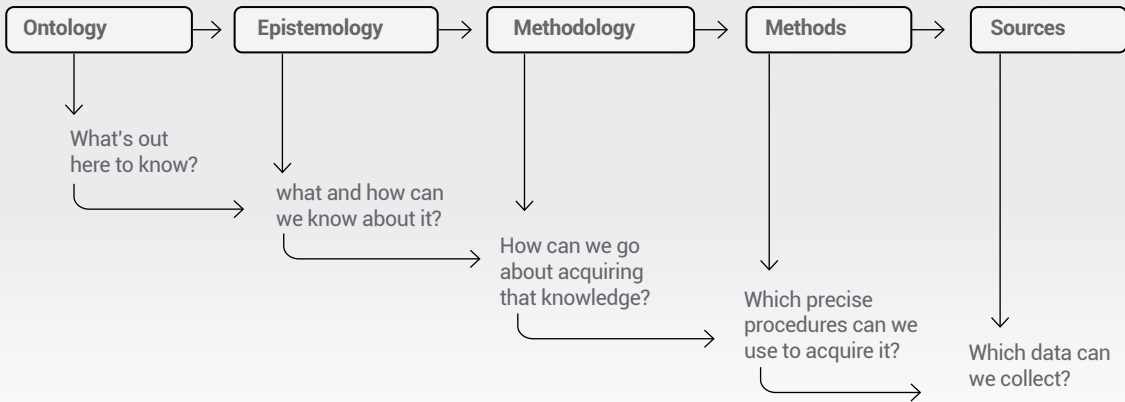 Ontology
Epistemology
Methodology
Methods
Sources
What's out
here to know?
what and how can
we know about it?
How can we go
about acquiring
that knowledge?
Which precise
procedures can we
use to acquire it?
Which data can
we collect?